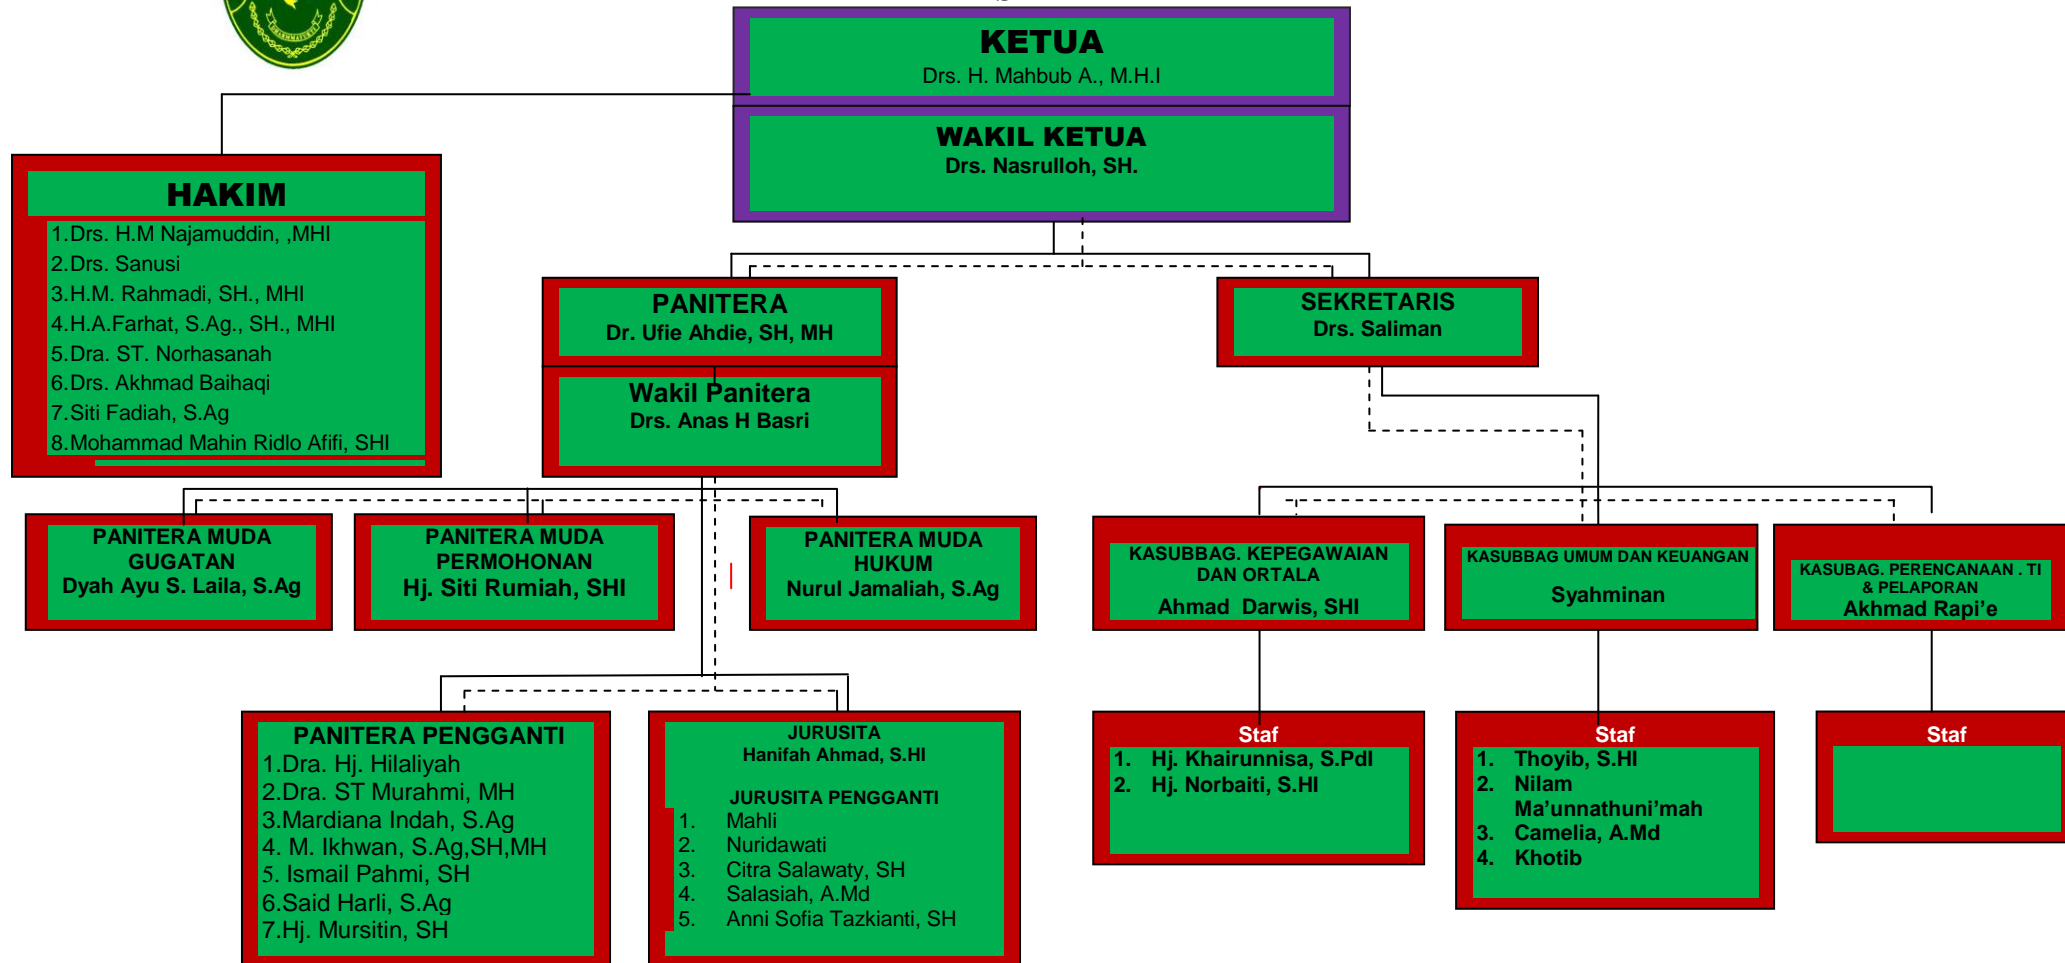 KETUA
Drs. H. Mahbub A., M.H.I
WAKIL KETUA
Drs. Nasrulloh, SH.
HAKIM
1.Drs. H.M Najamuddin, ,MHI
2.Drs. Sanusi
3.H.M. Rahmadi, SH., MHI
4.H.A.Farhat, S.Ag., SH., MHI
5.Dra. ST. Norhasanah
6.Drs. Akhmad Baihaqi
7.Siti Fadiah, S.Ag
8.Mohammad Mahin Ridlo Afifi, SHI
PANITERA
Dr. Ufie Ahdie, SH, MH
Wakil Panitera
Drs. Anas H Basri
SEKRETARIS
Drs. Saliman
PANITERA MUDA
GUGATAN
Dyah Ayu S. Laila, S.Ag
PANITERA MUDA
PERMOHONAN
Hj. Siti Rumiah, SHI
PANITERA MUDA
HUKUM
Nurul Jamaliah, S.Ag
KASUBBAG. KEPEGAWAIAN
DAN ORTALA
Ahmad  Darwis, SHI
KASUBBAG UMUM DAN KEUANGAN
Syahminan
KASUBAG. PERENCANAAN . TI
& PELAPORAN
Akhmad Rapi’e
PANITERA PENGGANTI
1.Dra. Hj. Hilaliyah
2.Dra. ST Murahmi, MH
3.Mardiana Indah, S.Ag
4. M. Ikhwan, S.Ag,SH,MH
5. Ismail Pahmi, SH
6.Said Harli, S.Ag
7.Hj. Mursitin, SH
JURUSITA
Hanifah Ahmad, S.HI
JURUSITA PENGGANTI
1. Mahli
2. Nuridawati
3. Citra Salawaty, SH
4. Salasiah, A.Md
5. Anni Sofia Tazkianti, SH
Staf
1. Hj. Khairunnisa, S.PdI
2. Hj. Norbaiti, S.HI
Staf
1. Thoyib, S.HI
2. Nilam
Ma’unnathuni’mah
3. Camelia, A.Md
4. Khotib
Staf